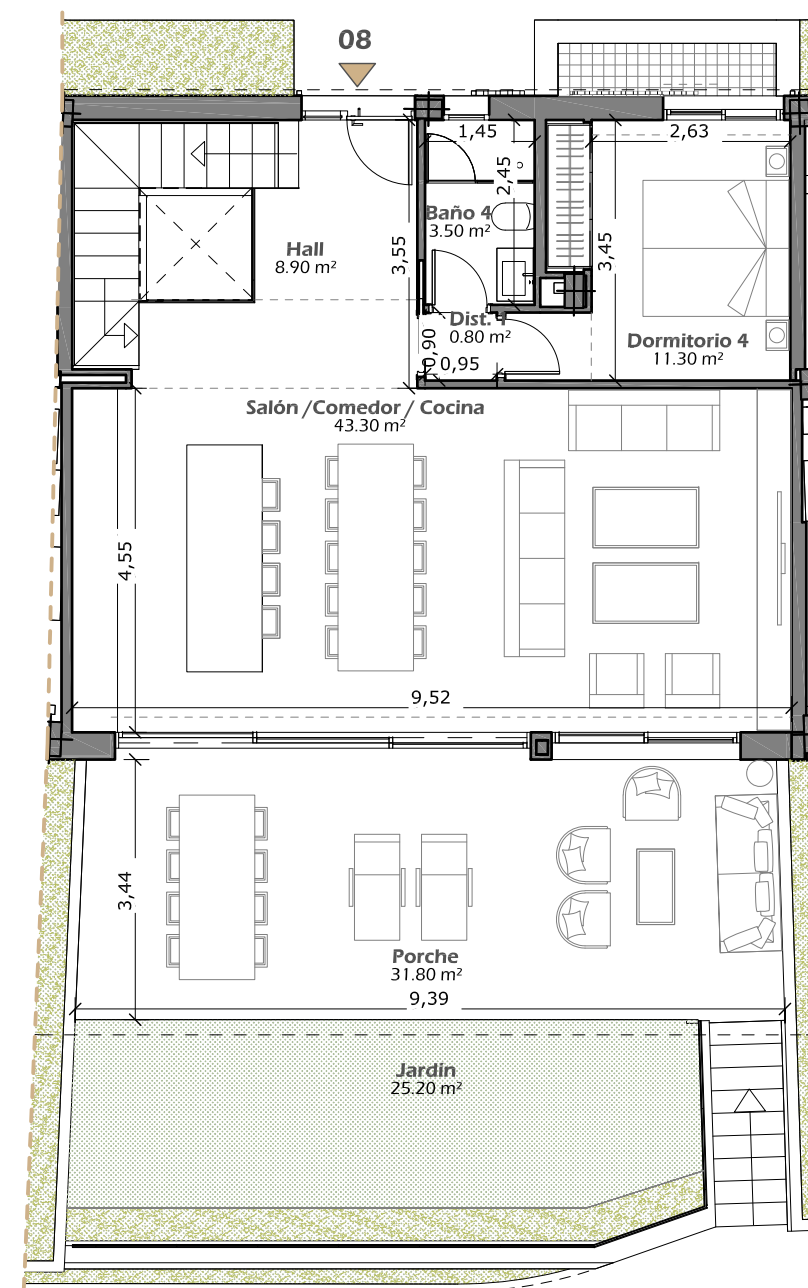 08
1,45
2,63
2,45
Baño 4
3.50 m²
Hall
8.90 m²
3,55
3,45
Dist. 4
0.80 m²
0,90
0,95
Dormitorio 4
11.30 m²
Salón /Comedor / Cocina
43.30 m²
4,55
9,52
3,44
Porche
31.80 m²
9,39
Jardín
25.20 m²